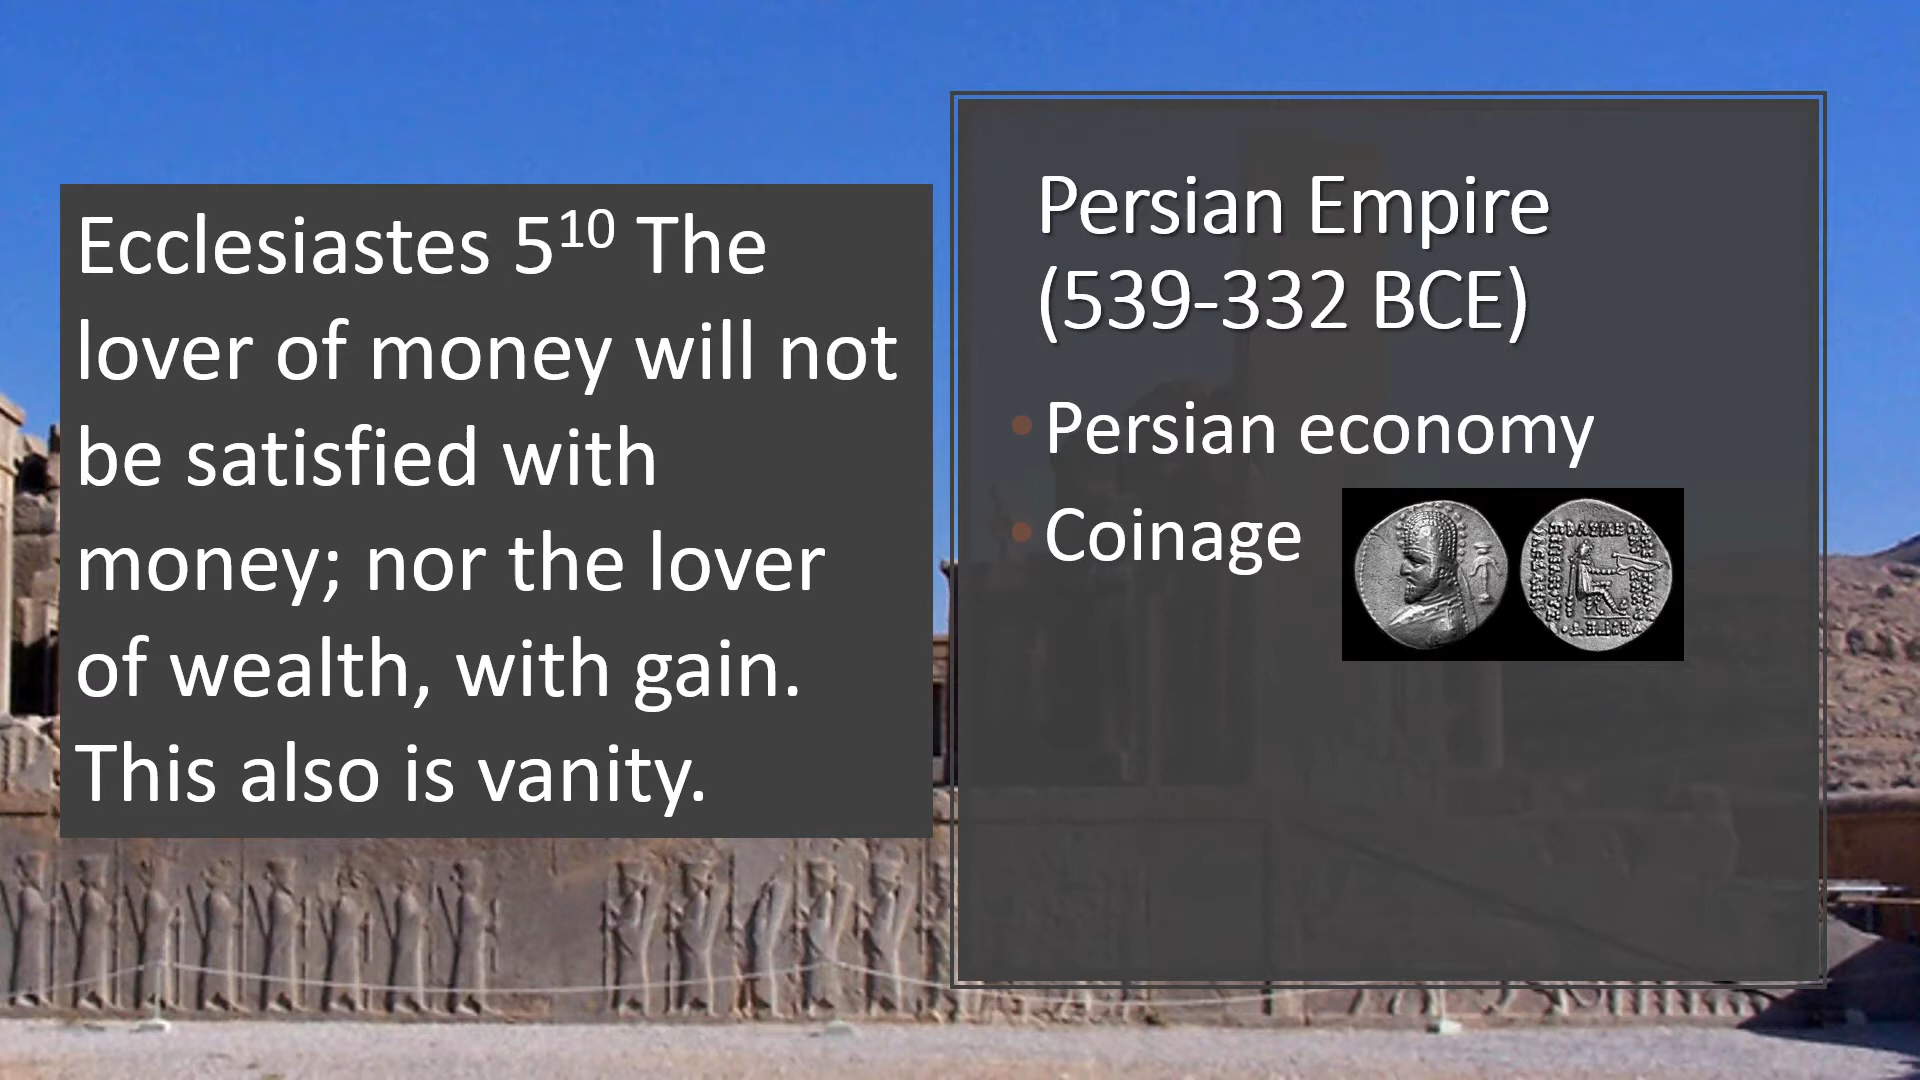 Ecclesiastes 5¹⁰ The
lover of money will not
be satisfied with
money; nor the lover
of wealth, with gain.
This also is vanity.
Persian Empire
(539-332 BCE)
• Persian economy
• Coinage